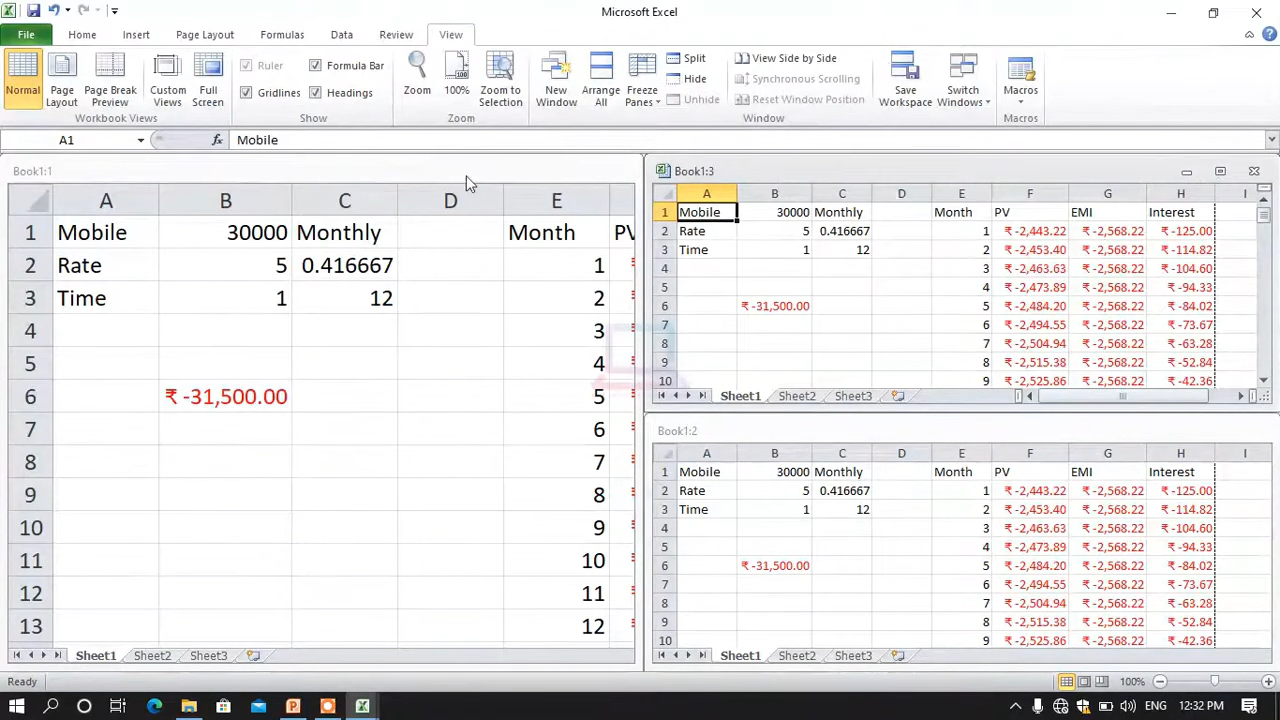 Microsoft Excel
File Home Insert Page Layout Formulas Data Review View
Normal
Page Layout
Page Break Preview
Custom Views
Full Screen
Workbook Views
Ruler
Formula Bar
Gridlines
Headings
Show
Zoom
100%
Zoom to Selection
Zoom
New Window
Arrange All
Freeze Panes
Split
Hide
Unhide
View Side by Side
Synchronous Scrolling
Reset Window Position
Window
Save Workspace
Switch Windows
Macros
Macros
A1 fx Mobile
Book1:1
A B C D E
1 Mobile 30000 Monthly Month PV
2 Rate 5 0.416667 1
3 Time 1 12 2
4 3
5 4
6 ₹ -31,500.00 5
7 6
8 7
9 8
10 9
11 10
12 11
13 12
Sheet1 Sheet2 Sheet3
Book1:3
A B C D E F G H I
1 Mobile 30000 Monthly Month PV EMI Interest
2 Rate 5 0.416667 1 ₹ -2,443.22 ₹ -2,568.22 ₹ -125.00
3 Time 1 12 2 ₹ -2,453.40 ₹ -2,568.22 ₹ -114.82
4 3 ₹ -2,463.63 ₹ -2,568.22 ₹ -104.60
5 4 ₹ -2,473.89 ₹ -2,568.22 ₹ -94.33
6 ₹ -31,500.00 5 ₹ -2,484.20 ₹ -2,568.22 ₹ -84.02
7 6 ₹ -2,494.55 ₹ -2,568.22 ₹ -73.67
8 7 ₹ -2,504.94 ₹ -2,568.22 ₹ -63.28
9 8 ₹ -2,515.38 ₹ -2,568.22 ₹ -52.84
10 9 ₹ -2,525.86 ₹ -2,568.22 ₹ -42.36
Sheet1 Sheet2 Sheet3
Book1:2
A B C D E F G H I
1 Mobile 30000 Monthly Month PV EMI Interest
2 Rate 5 0.416667 1 ₹ -2,443.22 ₹ -2,568.22 ₹ -125.00
3 Time 1 12 2 ₹ -2,453.40 ₹ -2,568.22 ₹ -114.82
4 3 ₹ -2,463.63 ₹ -2,568.22 ₹ -104.60
5 4 ₹ -2,473.89 ₹ -2,568.22 ₹ -94.33
6 ₹ -31,500.00 5 ₹ -2,484.20 ₹ -2,568.22 ₹ -84.02
7 6 ₹ -2,494.55 ₹ -2,568.22 ₹ -73.67
8 7 ₹ -2,504.94 ₹ -2,568.22 ₹ -63.28
9 8 ₹ -2,515.38 ₹ -2,568.22 ₹ -52.84
10 9 ₹ -2,525.86 ₹ -2,568.22 ₹ -42.36
Sheet1 Sheet2 Sheet3
Ready 100%
ENG 12:32 PM